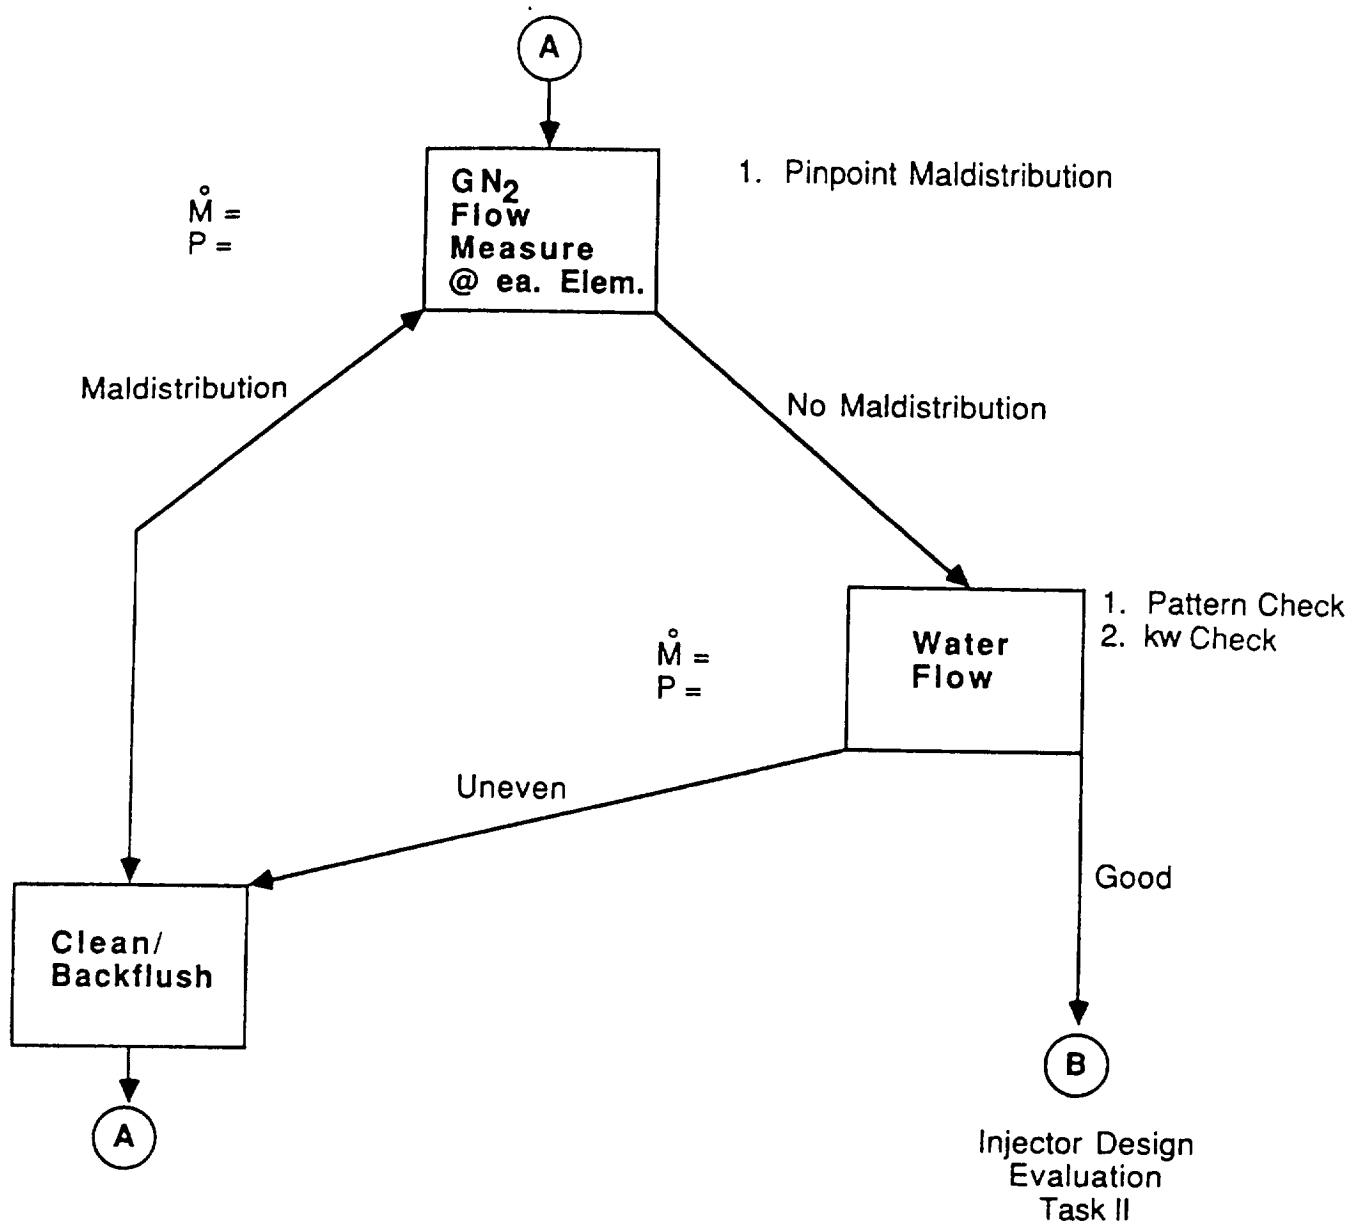 A
GN2
Flow
Measure
@ ea. Elem.
1. Pinpoint Maldistribution
M̊ =
P =
Maldistribution
No Maldistribution
Water
Flow
1. Pattern Check
2. kw Check
M̊ =
P =
Uneven
Good
Clean/
Backflush
A
B
Injector Design
Evaluation
Task II